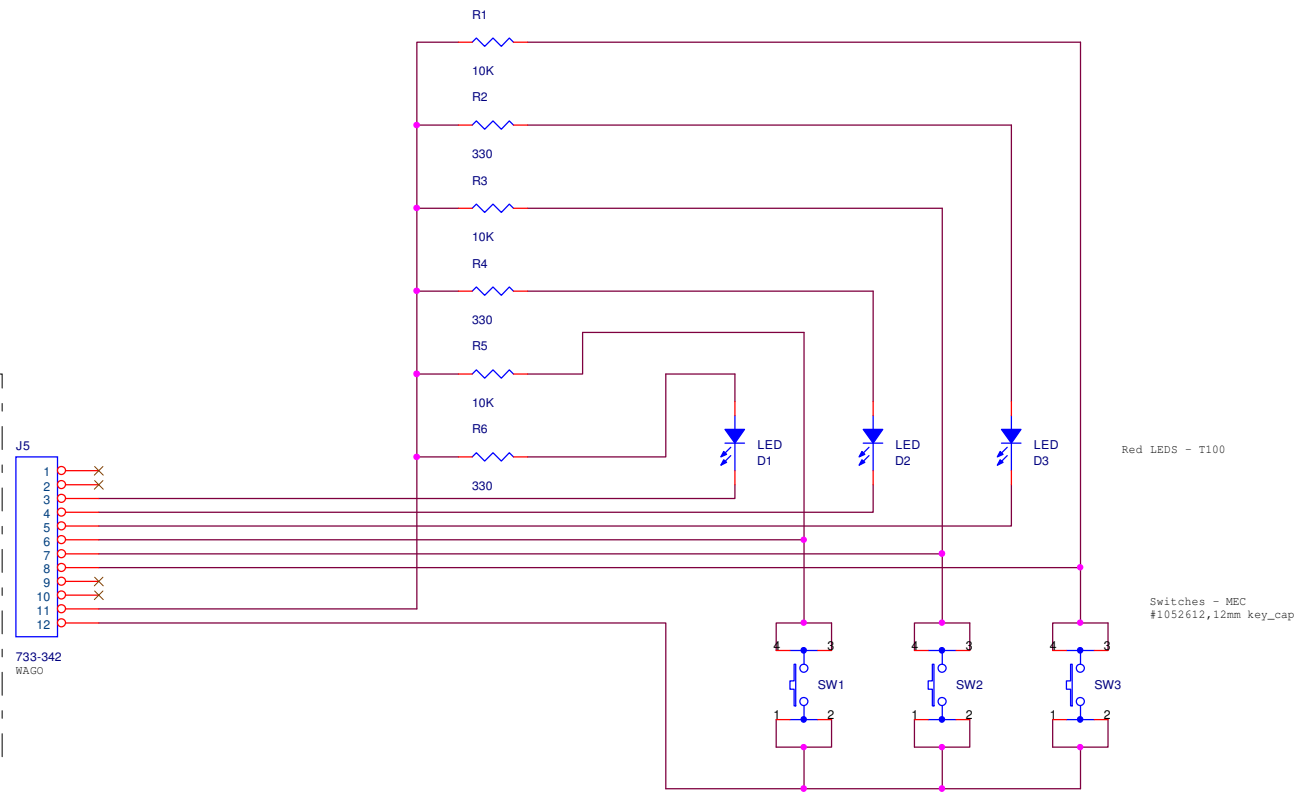 R1
10K
R2
330
R3
10K
R4
330
R5
10K
R6
330
LED
D1
LED
D2
LED
D3
Red LEDS - T100
J5
1
2
3
4
5
6
7
8
9
10
11
12
733-342
WAGO
Switches - MEC
#1052612,12mm key_cap
4 3
SW1
1 2
4 3
SW2
1 2
4 3
SW3
1 2